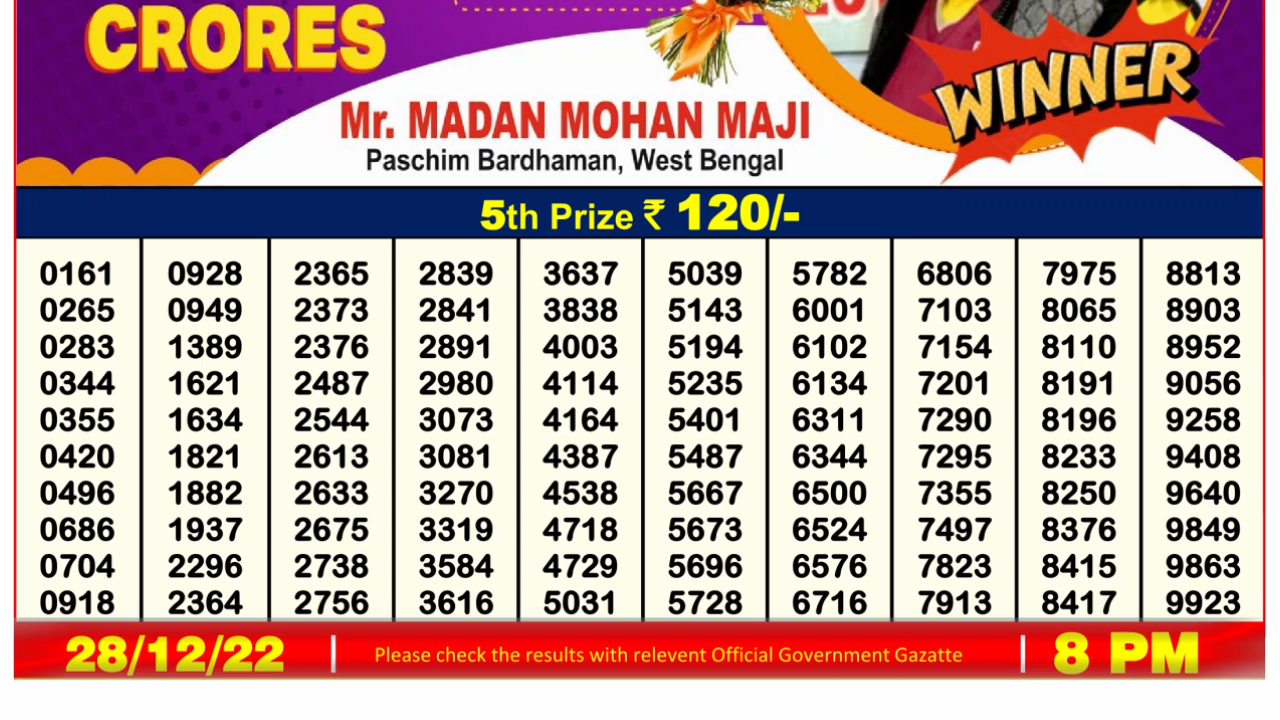 CRORES
WINNER
Mr. MADAN MOHAN MAJI
Paschim Bardhaman, West Bengal
5th Prize ₹ 120/-
0161 0928 2365 2839 3637 5039 5782 6806 7975 8813
0265 0949 2373 2841 3838 5143 6001 7103 8065 8903
0283 1389 2376 2891 4003 5194 6102 7154 8110 8952
0344 1621 2487 2980 4114 5235 6134 7201 8191 9056
0355 1634 2544 3073 4164 5401 6311 7290 8196 9258
0420 1821 2613 3081 4387 5487 6344 7295 8233 9408
0496 1882 2633 3270 4538 5667 6500 7355 8250 9640
0686 1937 2675 3319 4718 5673 6524 7497 8376 9849
0704 2296 2738 3584 4729 5696 6576 7823 8415 9863
0918 2364 2756 3616 5031 5728 6716 7913 8417 9923
28/12/22 Please check the results with relevent Official Government Gazatte 8 PM